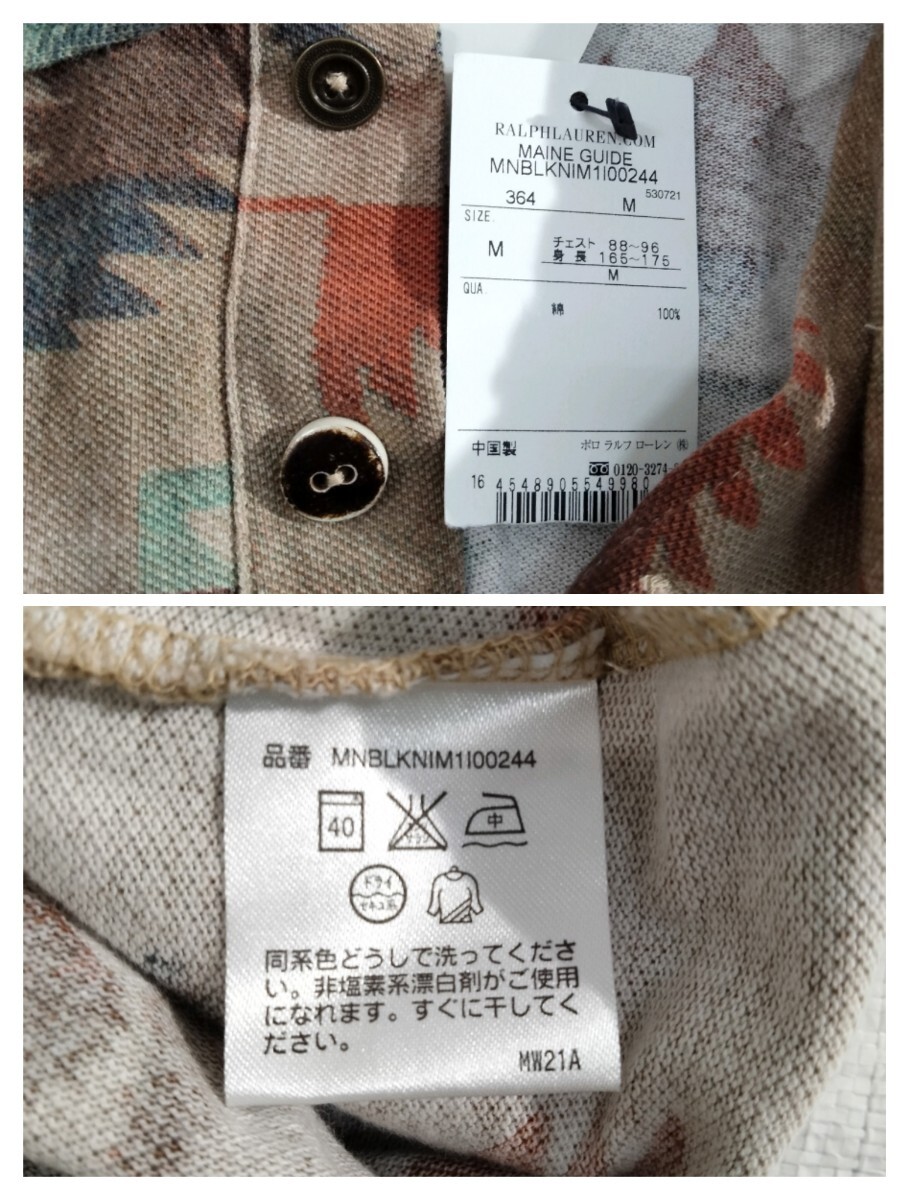 RALPHLAUREN.COM
MAINE GUIDE
MNBLKNIM1I00244
530721
364 M
SIZE.
M チェスト 88~96
身長 165~175
M
QUA.
綿 100%
中国製 ポロ ラルフ ローレン ㈱
0120-3274-
16 4548905549980
品番 MNBLKNIM1I00244
40 中
ドライ
セキユ系
同系色どうしで洗ってくださ
い。非塩素系漂白剤がご使用
になれます。すぐに干してく
ださい。
MW21A